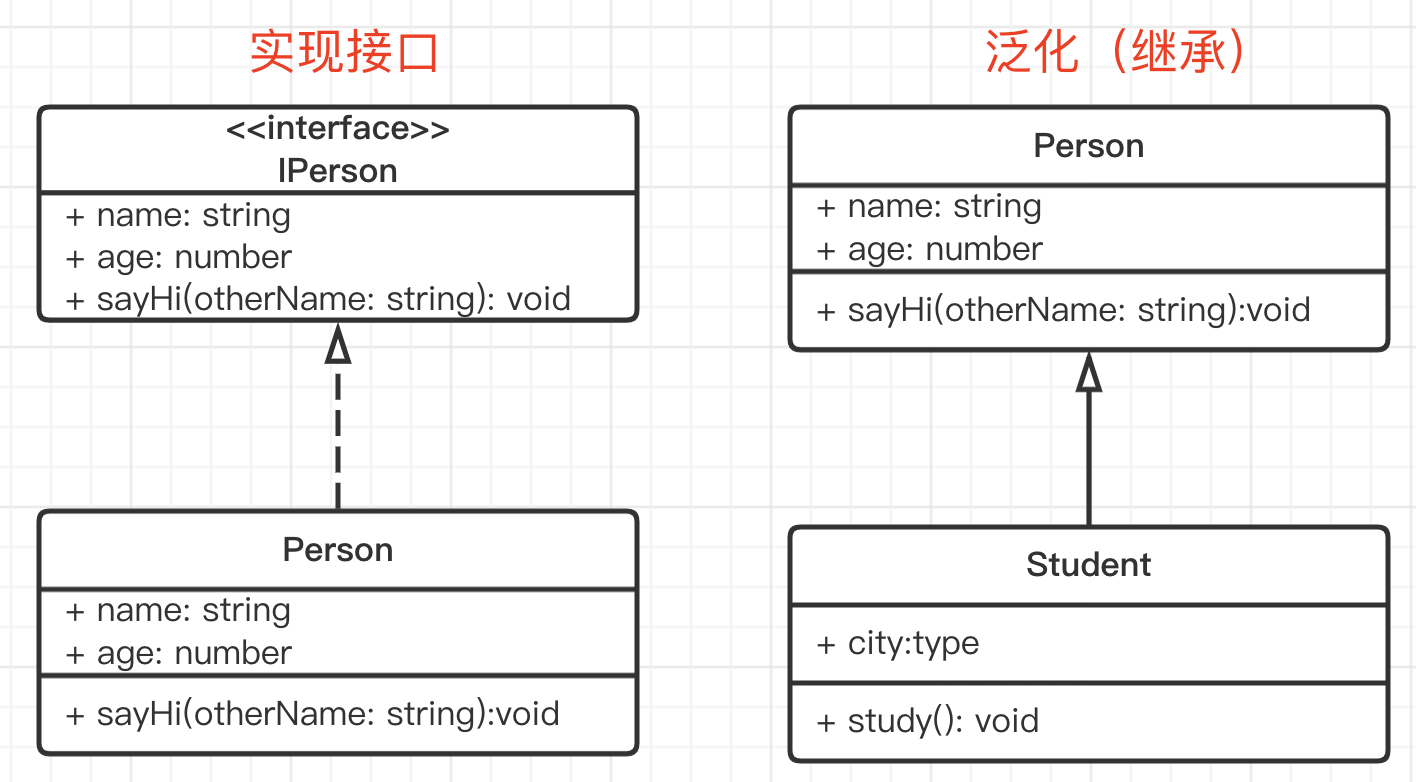 实现接口
<<interface>>
IPerson
+ name: string
+ age: number
+ sayHi(otherName: string): void
Person
+ name: string
+ age: number
+ sayHi(otherName: string):void
泛化（继承）
Person
+ name: string
+ age: number
+ sayHi(otherName: string):void
Student
+ city:type
+ study(): void